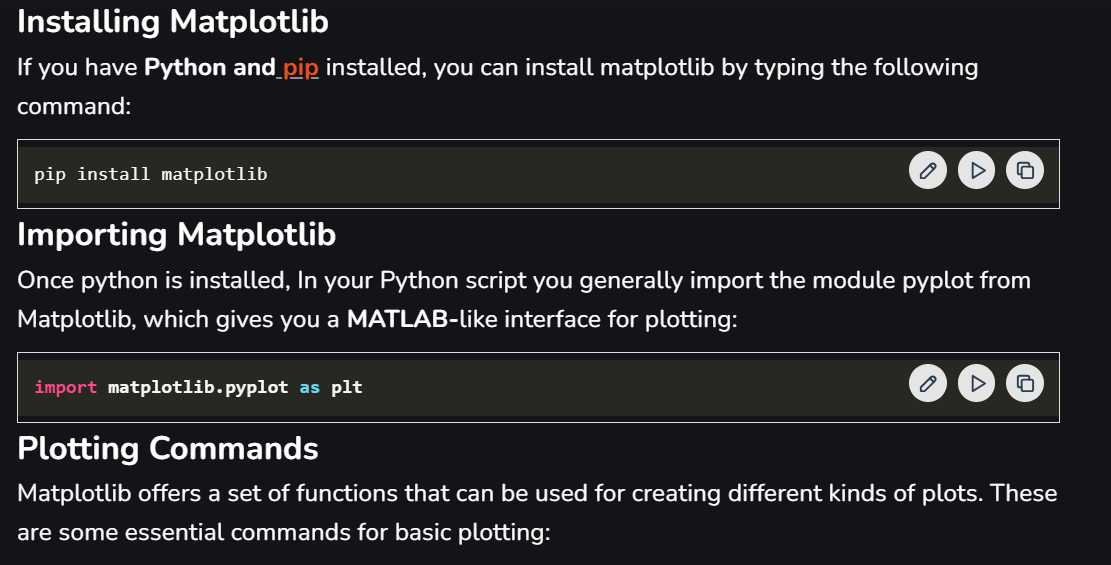 Installing Matplotlib
If you have Python and pip installed, you can install matplotlib by typing the following
command:
pip install matplotlib
Importing Matplotlib
Once python is installed, In your Python script you generally import the module pyplot from
Matplotlib, which gives you a MATLAB-like interface for plotting:
import matplotlib.pyplot as plt
Plotting Commands
Matplotlib offers a set of functions that can be used for creating different kinds of plots. These
are some essential commands for basic plotting: